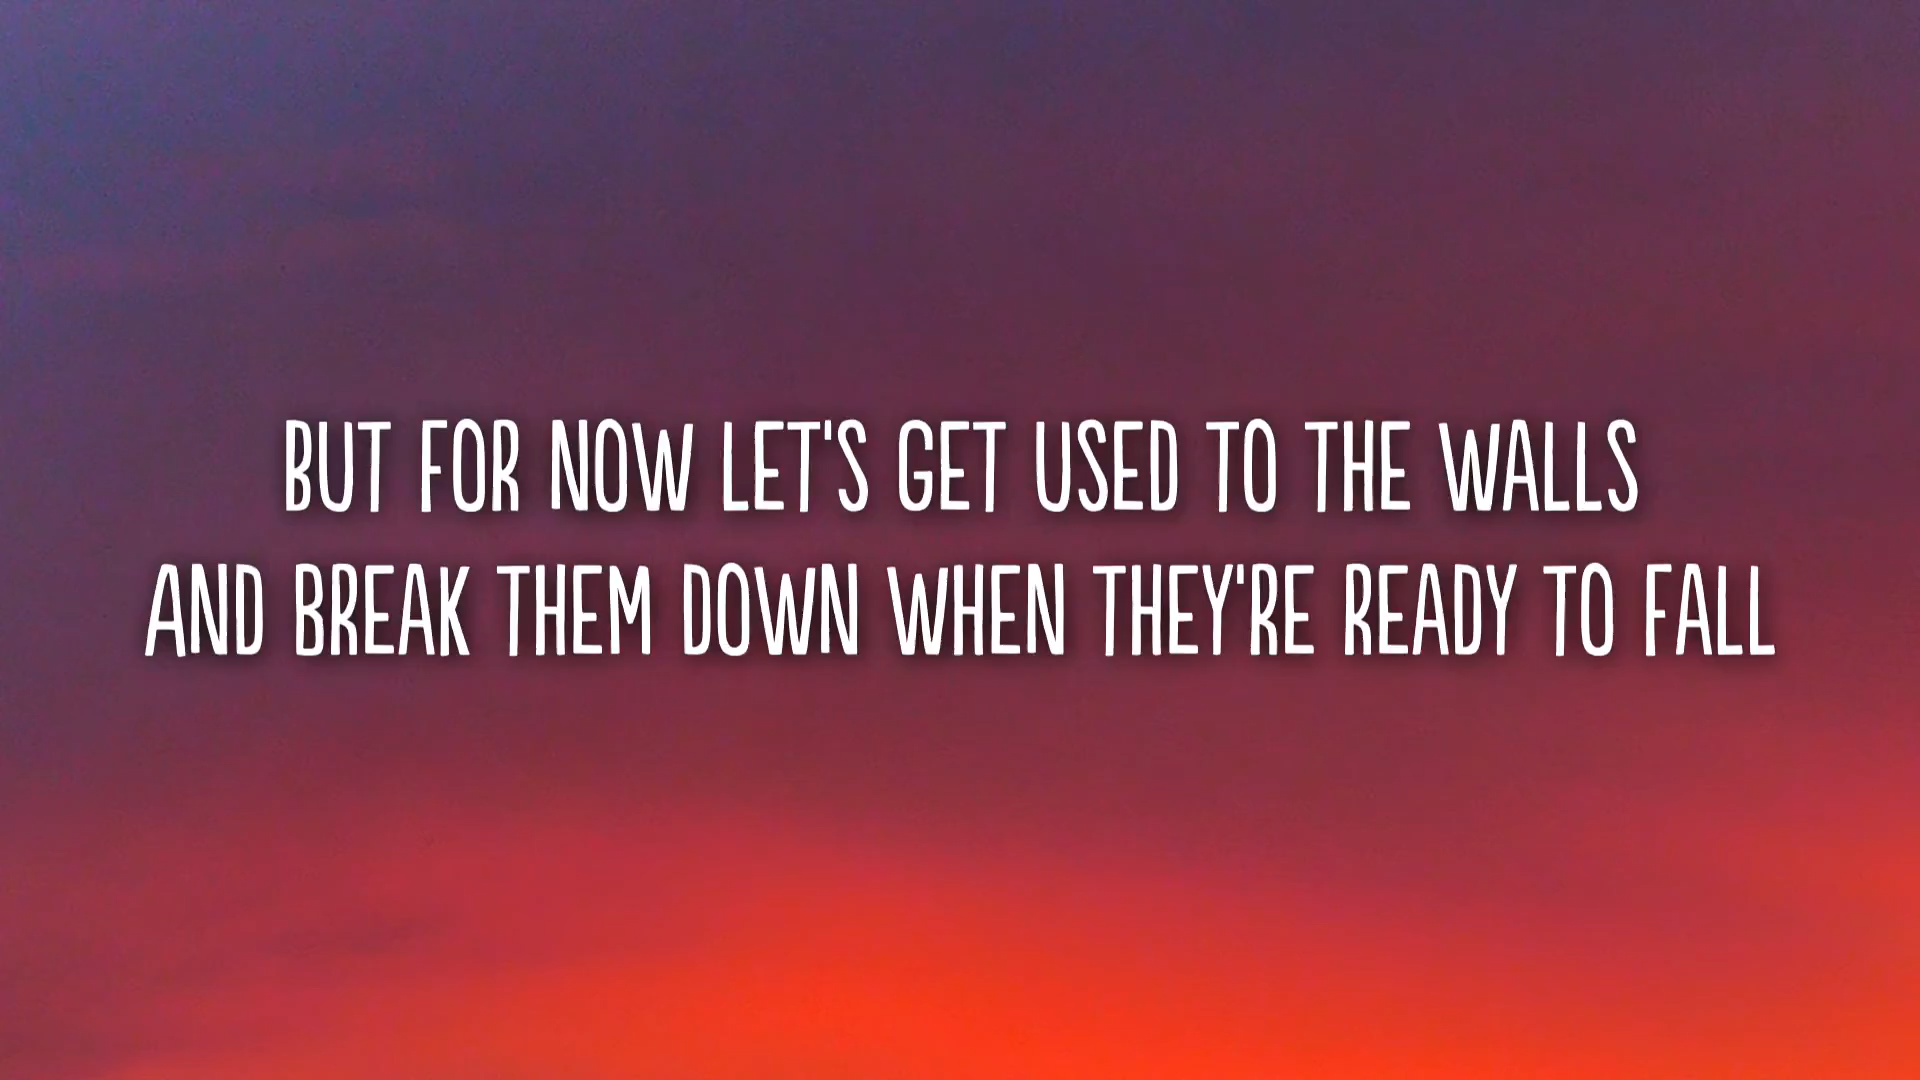 BUT FOR NOW LET'S GET USED TO THE WALLS
AND BREAK THEM DOWN WHEN THEY'RE READY TO FALL